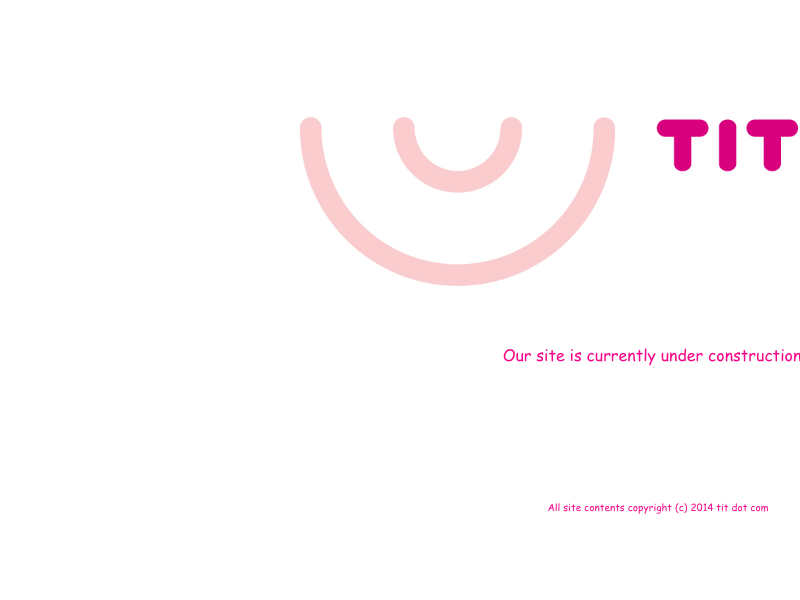 TIT
Our site is currently under construction
All site contents copyright (c) 2014 tit dot com